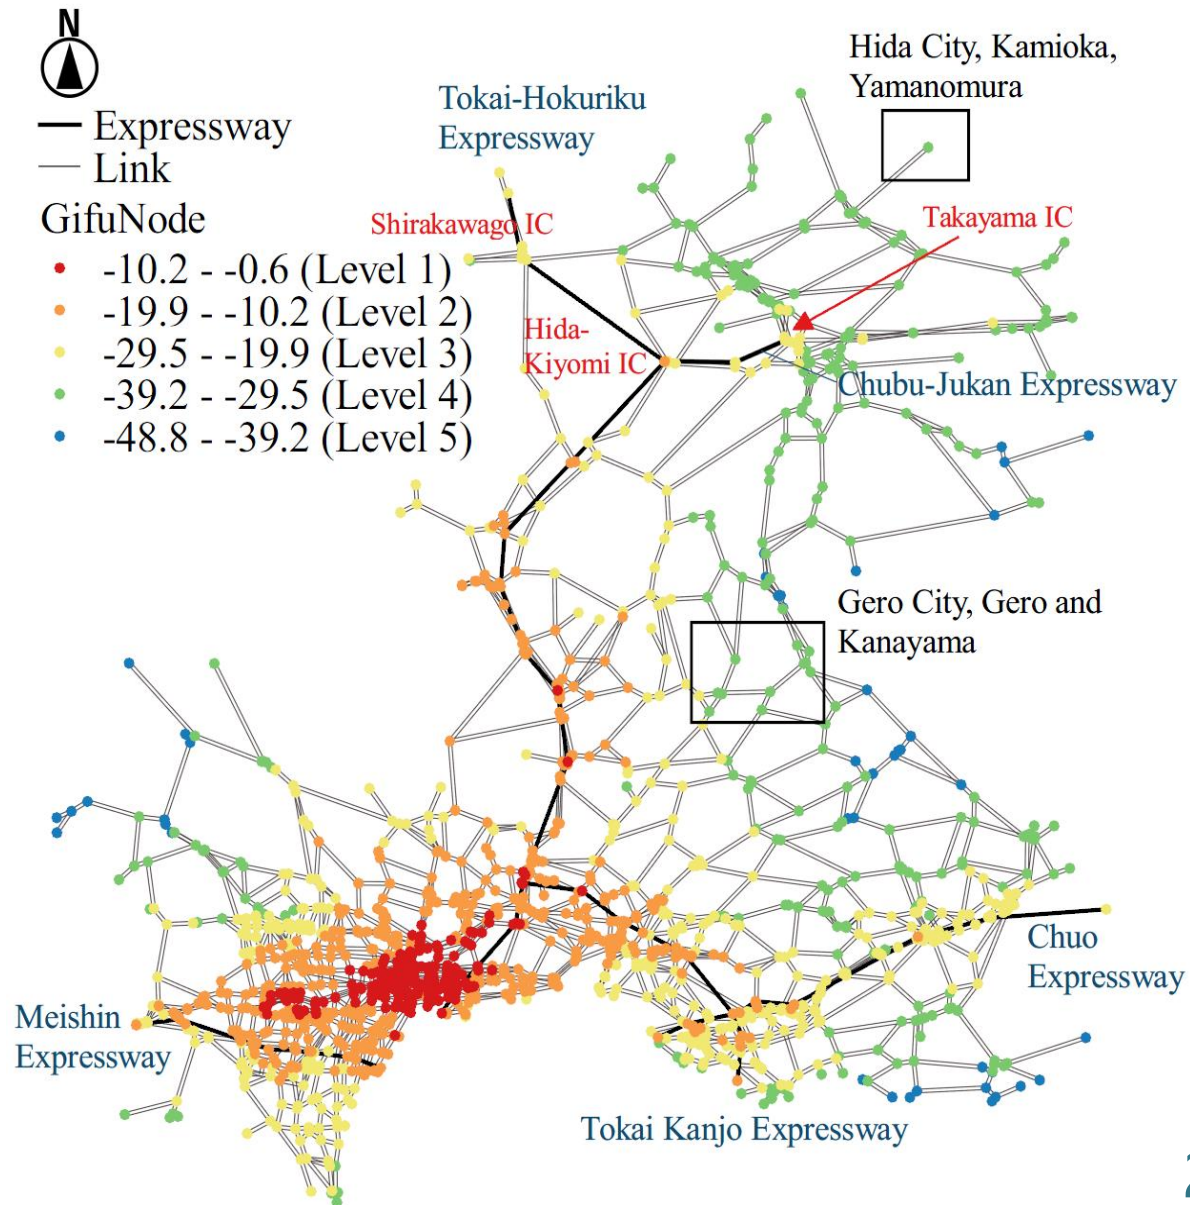 N
Expressway
Link
GifuNode
-10.2 - -0.6 (Level 1)
-19.9 - -10.2 (Level 2)
-29.5 - -19.9 (Level 3)
-39.2 - -29.5 (Level 4)
-48.8 - -39.2 (Level 5)
Tokai-Hokuriku
Expressway
Hida City, Kamioka,
Yamanomura
Shirakawago IC
Takayama IC
Hida-
Kiyomi IC
Chubu-Jukan Expressway
Gero City, Gero and
Kanayama
Chuo
Expressway
Meishin
Expressway
Tokai Kanjo Expressway